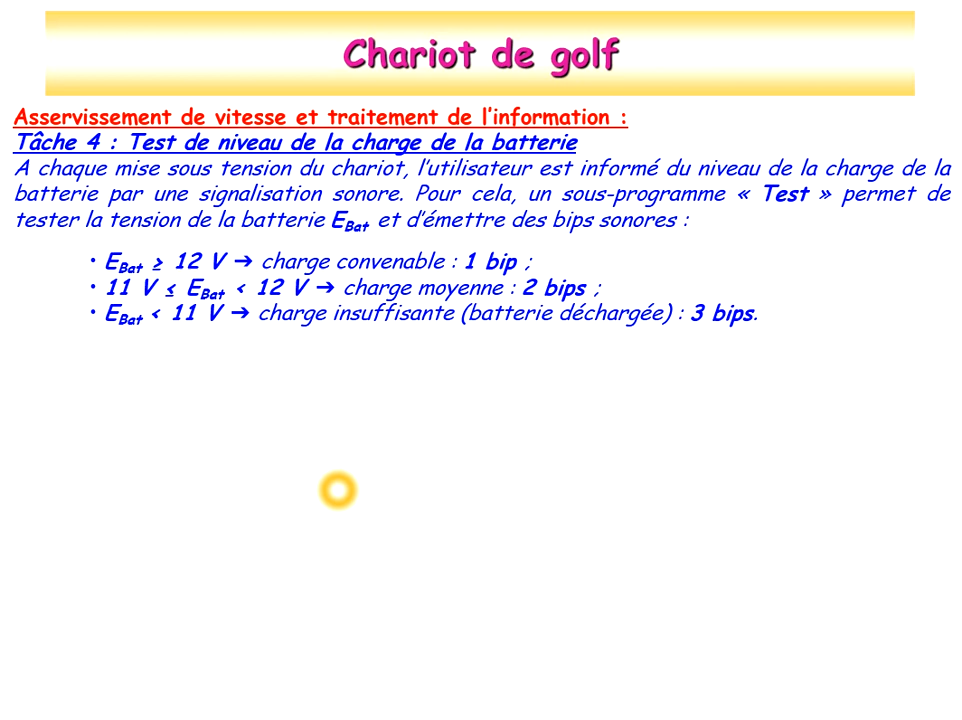 Chariot de golf
Asservissement de vitesse et traitement de l'information :
Tâche 4 : Test de niveau de la charge de la batterie
A chaque mise sous tension du chariot, l'utilisateur est informé du niveau de la charge de la
batterie par une signalisation sonore. Pour cela, un sous-programme « Test » permet de
tester la tension de la batterie EBat et d'émettre des bips sonores :
• EBat ≥ 12 V ➔ charge convenable : 1 bip ;
• 11 V ≤ EBat < 12 V ➔ charge moyenne : 2 bips ;
• EBat < 11 V ➔ charge insuffisante (batterie déchargée) : 3 bips.